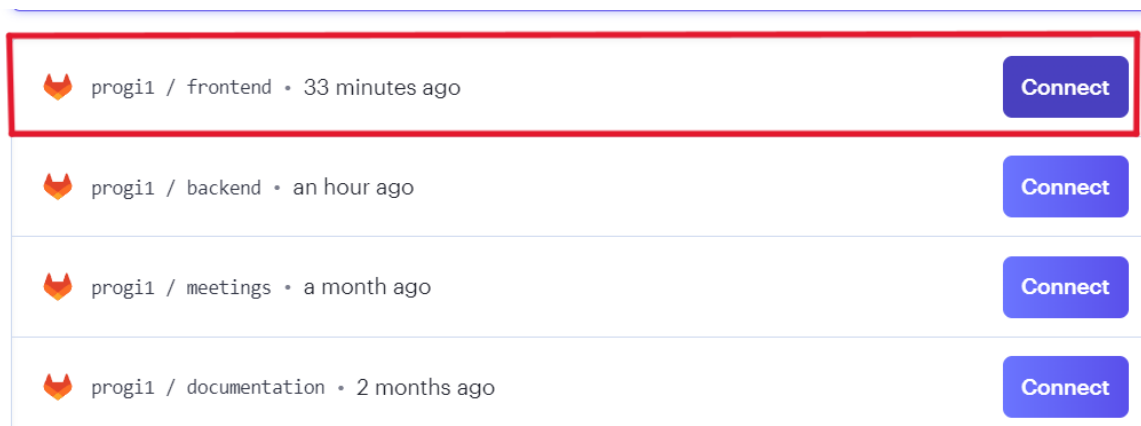 progi1 / frontend • 33 minutes ago Connect
progi1 / backend • an hour ago Connect
progi1 / meetings • a month ago Connect
progi1 / documentation • 2 months ago Connect